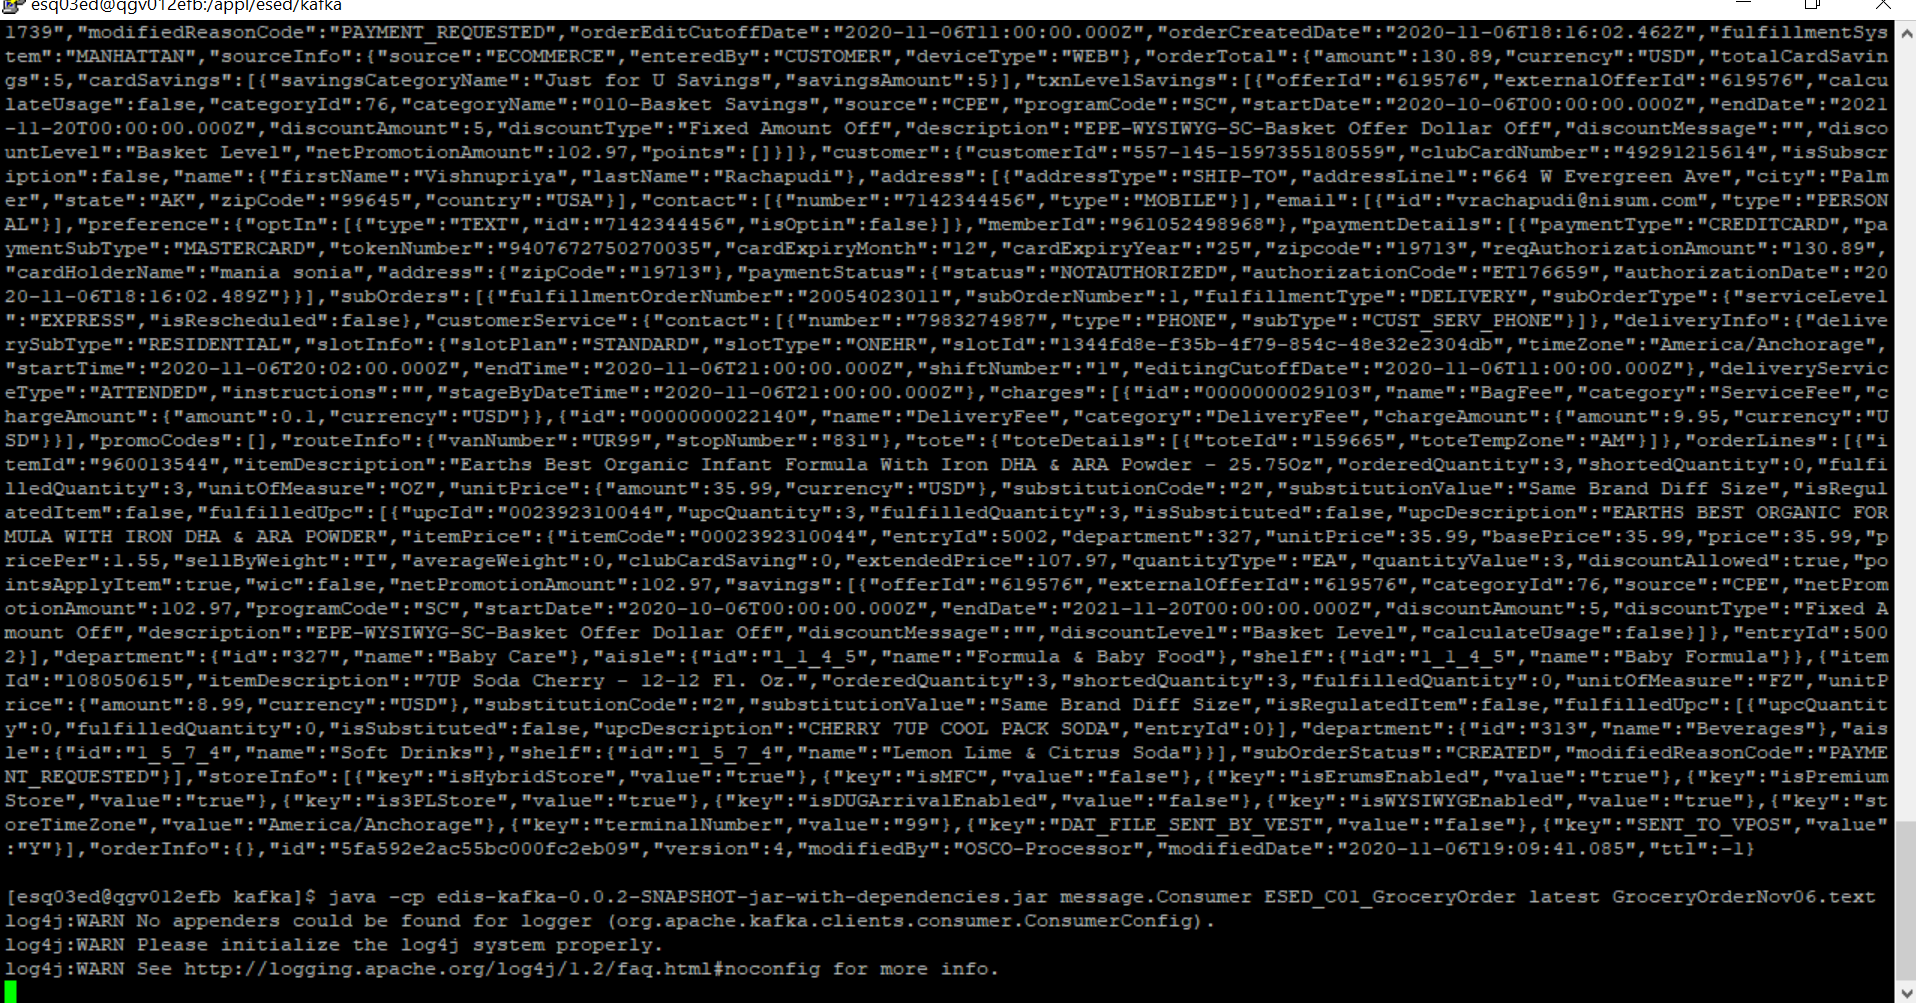 esq03ed@qgv012efb:/appl/esed/kafka
1739","modifiedReasonCode":"PAYMENT_REQUESTED","orderEditCutoffDate":"2020-11-06T11:00:00.000Z","orderCreatedDate":"2020-11-06T18:16:02.462Z","fulfillmentSys
tem":"MANHATTAN","sourceInfo":{"source":"ECOMMERCE","enteredBy":"CUSTOMER","deviceType":"WEB"},"orderTotal":{"amount":130.89,"currency":"USD","totalCardSavin
gs":5,"cardSavings":[{"savingsCategoryName":"Just for U Savings","savingsAmount":5}],"txnLevelSavings":[{"offerId":"619576","externalOfferId":"619576","calcu
lateUsage":false,"categoryId":76,"categoryName":"010-Basket Savings","source":"CPE","programCode":"SC","startDate":"2020-10-06T00:00:00.000Z","endDate":"2021
-11-20T00:00:00.000Z","discountAmount":5,"discountType":"Fixed Amount Off","description":"EPE-WYSIWYG-SC-Basket Offer Dollar Off","discountMessage":"","disco
untLevel":"Basket Level","netPromotionAmount":102.97,"points":[]}]},"customer":{"customerId":"557-145-1597355180559","clubCardNumber":"49291215614","isSubscr
iption":false,"name":{"firstName":"Vishnupriya","lastName":"Rachapudi"},"address":[{"addressType":"SHIP-TO","addressLine1":"664 W Evergreen Ave","city":"Palm
er","state":"AK","zipCode":"99645","country":"USA"}],"contact":[{"number":"7142344456","type":"MOBILE"}],"email":[{"id":"vrachapudi@nisum.com","type":"PERSON
AL"}],"preference":{"optIn":[{"type":"TEXT","id":"7142344456","isOptin":false}]},"memberId":"961052498968"},"paymentDetails":[{"paymentType":"CREDITCARD","pa
ymentSubType":"MASTERCARD","tokenNumber":"9407672750270035","cardExpiryMonth":"12","cardExpiryYear":"25","zipcode":"19713","reqAuthorizationAmount":"130.89",
"cardHolderName":"mania sonia","address":{"zipCode":"19713"},"paymentStatus":{"status":"NOTAUTHORIZED","authorizationCode":"ET176659","authorizationDate":"20
20-11-06T18:16:02.489Z"}}],"subOrders":[{"fulfillmentOrderNumber":"20054023011","subOrderNumber":1,"fulfillmentType":"DELIVERY","subOrderType":{"serviceLevel
":"EXPRESS","isRescheduled":false},"customerService":{"contact":[{"number":"7983274987","type":"PHONE","subType":"CUST_SERV_PHONE"}]},"deliveryInfo":{"delive
rySubType":"RESIDENTIAL","slotInfo":{"slotPlan":"STANDARD","slotType":"ONEHR","slotId":"1344fd8e-f35b-4f79-854c-48e32e2304db","timeZone":"America/Anchorage",
"startTime":"2020-11-06T20:02:00.000Z","endTime":"2020-11-06T21:00:00.000Z","shiftNumber":"1","editingCutoffDate":"2020-11-06T11:00:00.000Z"},"deliveryServic
eType":"ATTENDED","instructions":"","stageByDateTime":"2020-11-06T21:00:00.000Z"},"charges":[{"id":"0000000029103","name":"BagFee","category":"ServiceFee","c
hargeAmount":{"amount":0.1,"currency":"USD"}},{"id":"0000000022140","name":"DeliveryFee","category":"DeliveryFee","chargeAmount":{"amount":9.95,"currency":"U
SD"}}],"promoCodes":[],"routeInfo":{"vanNumber":"UR99","stopNumber":"831"},"tote":{"toteDetails":[{"toteId":"159665","toteTempZone":"AM"}]},"orderLines":[{"i
temId":"960013544","itemDescription":"Earths Best Organic Infant Formula With Iron DHA & ARA Powder - 25.75Oz","orderedQuantity":3,"shortedQuantity":0,"fulfi
lledQuantity":3,"unitOfMeasure":"OZ","unitPrice":{"amount":35.99,"currency":"USD"},"substitutionCode":"2","substitutionValue":"Same Brand Diff Size","isRegul
atedItem":false,"fulfilledUpc":[{"upcId":"002392310044","upcQuantity":3,"fulfilledQuantity":3,"isSubstituted":false,"upcDescription":"EARTHS BEST ORGANIC FOR
MULA WITH IRON DHA & ARA POWDER","itemPrice":{"itemCode":"0002392310044","entryId":5002,"department":327,"unitPrice":35.99,"basePrice":35.99,"price":35.99,"p
ricePer":1.55,"sellByWeight":"I","averageWeight":0,"clubCardSaving":0,"extendedPrice":107.97,"quantityType":"EA","quantityValue":3,"discountAllowed":true,"po
intsApplyItem":true,"wic":false,"netPromotionAmount":102.97,"savings":[{"offerId":"619576","externalOfferId":"619576","categoryId":76,"source":"CPE","netProm
otionAmount":102.97,"programCode":"SC","startDate":"2020-10-06T00:00:00.000Z","endDate":"2021-11-20T00:00:00.000Z","discountAmount":5,"discountType":"Fixed A
mount Off","description":"EPE-WYSIWYG-SC-Basket Offer Dollar Off","discountMessage":"","discountLevel":"Basket Level","calculateUsage":false}]},"entryId":500
2}],"department":{"id":"327","name":"Baby Care"},"aisle":{"id":"1_1_4_5","name":"Formula & Baby Food"},"shelf":{"id":"1_1_4_5","name":"Baby Formula"}},{"item
Id":"108050615","itemDescription":"7UP Soda Cherry - 12-12 Fl. Oz.","orderedQuantity":3,"shortedQuantity":3,"fulfilledQuantity":0,"unitOfMeasure":"FZ","unitP
rice":{"amount":8.99,"currency":"USD"},"substitutionCode":"2","substitutionValue":"Same Brand Diff Size","isRegulatedItem":false,"fulfilledUpc":[{"upcQuantit
y":0,"fulfilledQuantity":0,"isSubstituted":false,"upcDescription":"CHERRY 7UP COOL PACK SODA","entryId":0}],"department":{"id":"313","name":"Beverages"},"ais
le":{"id":"1_5_7_4","name":"Soft Drinks"},"shelf":{"id":"1_5_7_4","name":"Lemon Lime & Citrus Soda"}}],"subOrderStatus":"CREATED","modifiedReasonCode":"PAYME
NT_REQUESTED"}],"storeInfo":[{"key":"isHybridStore","value":"true"},{"key":"isMFC","value":"false"},{"key":"isErumsEnabled","value":"true"},{"key":"isPremium
Store","value":"true"},{"key":"is3PLStore","value":"true"},{"key":"isDUGArrivalEnabled","value":"false"},{"key":"isWYSIWYGEnabled","value":"true"},{"key":"st
oreTimeZone","value":"America/Anchorage"},{"key":"terminalNumber","value":"99"},{"key":"DAT_FILE_SENT_BY_VEST","value":"false"},{"key":"SENT_TO_VPOS","value"
:"Y"}],"orderInfo":{},"id":"5fa592e2ac55bc000fc2eb09","version":4,"modifiedBy":"OSCO-Processor","modifiedDate":"2020-11-06T19:09:41.085","ttl":-1}
[esq03ed@qgv012efb kafka]$ java -cp edis-kafka-0.0.2-SNAPSHOT-jar-with-dependencies.jar message.Consumer ESED_C01_GroceryOrder latest GroceryOrderNov06.text
log4j:WARN No appenders could be found for logger (org.apache.kafka.clients.consumer.ConsumerConfig).
log4j:WARN Please initialize the log4j system properly.
log4j:WARN See http://logging.apache.org/log4j/1.2/faq.html#noconfig for more info.